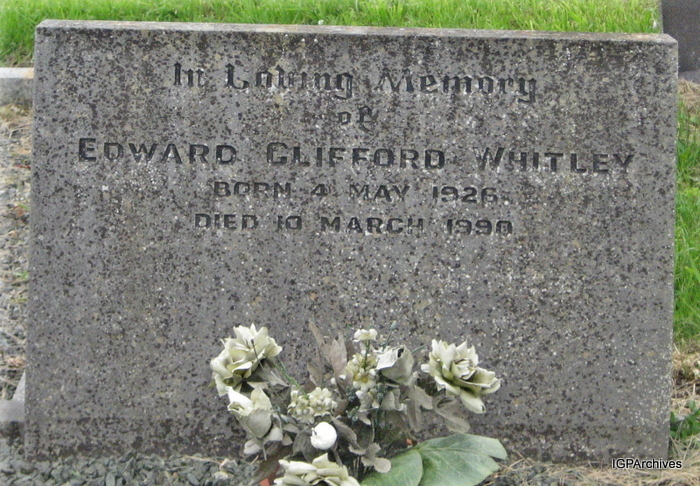 In Loving Memory
of
EDWARD CLIFFORD WHITLEY
BORN 4 MAY 1926.
DIED 10 MARCH 1990
IGPArchives